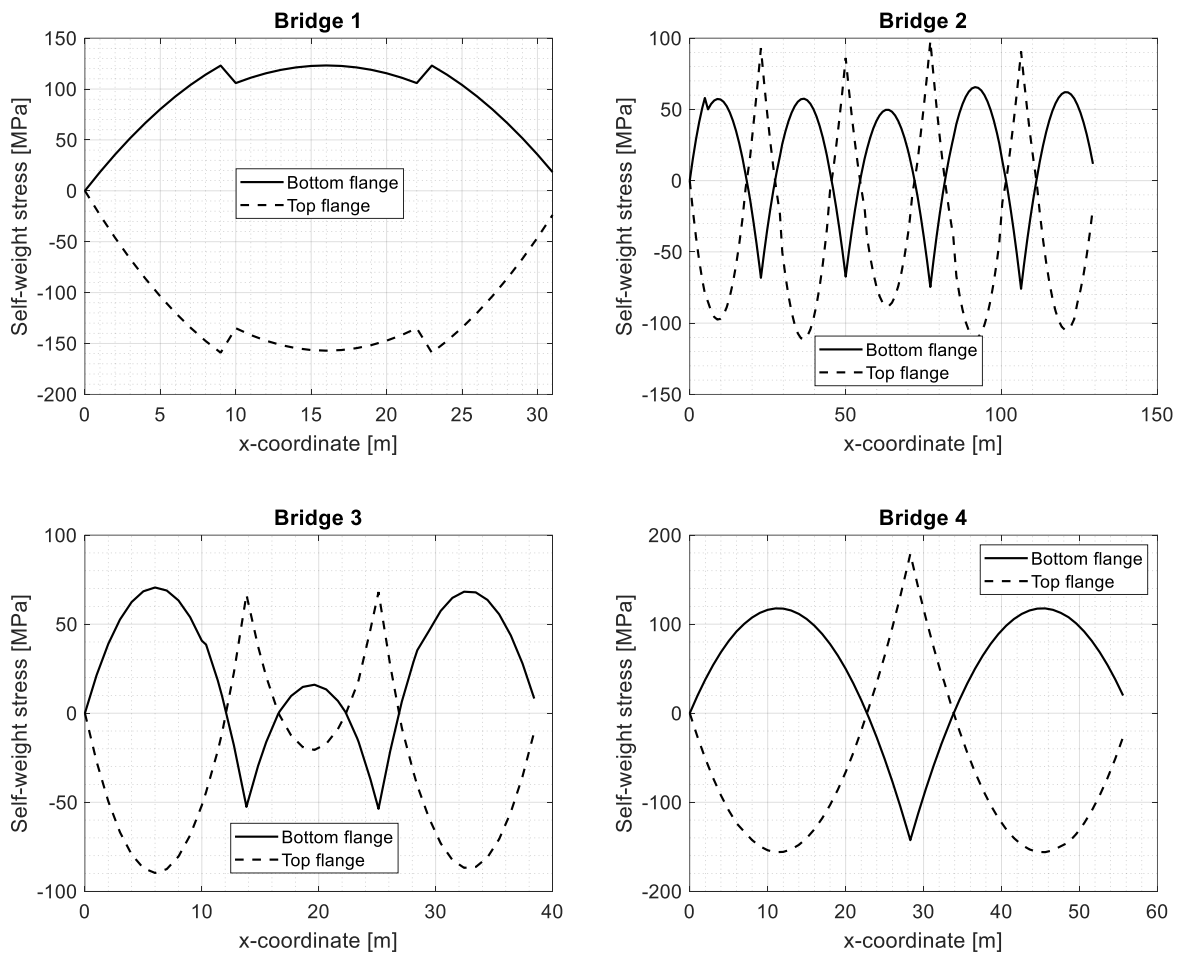 Bridge 1
Self-weight stress [MPa]
150
100
50
0
-50
-100
-150
-200
Bottom flange
Top flange
0 5 10 15 20 25 30
x-coordinate [m]
Bridge 2
Self-weight stress [MPa]
100
50
0
-50
-100
-150
Bottom flange
Top flange
0 50 100 150
x-coordinate [m]
Bridge 3
Self-weight stress [MPa]
100
50
0
-50
-100
Bottom flange
Top flange
0 10 20 30 40
x-coordinate [m]
Bridge 4
Self-weight stress [MPa]
200
100
0
-100
-200
Bottom flange
Top flange
0 10 20 30 40 50 60
x-coordinate [m]